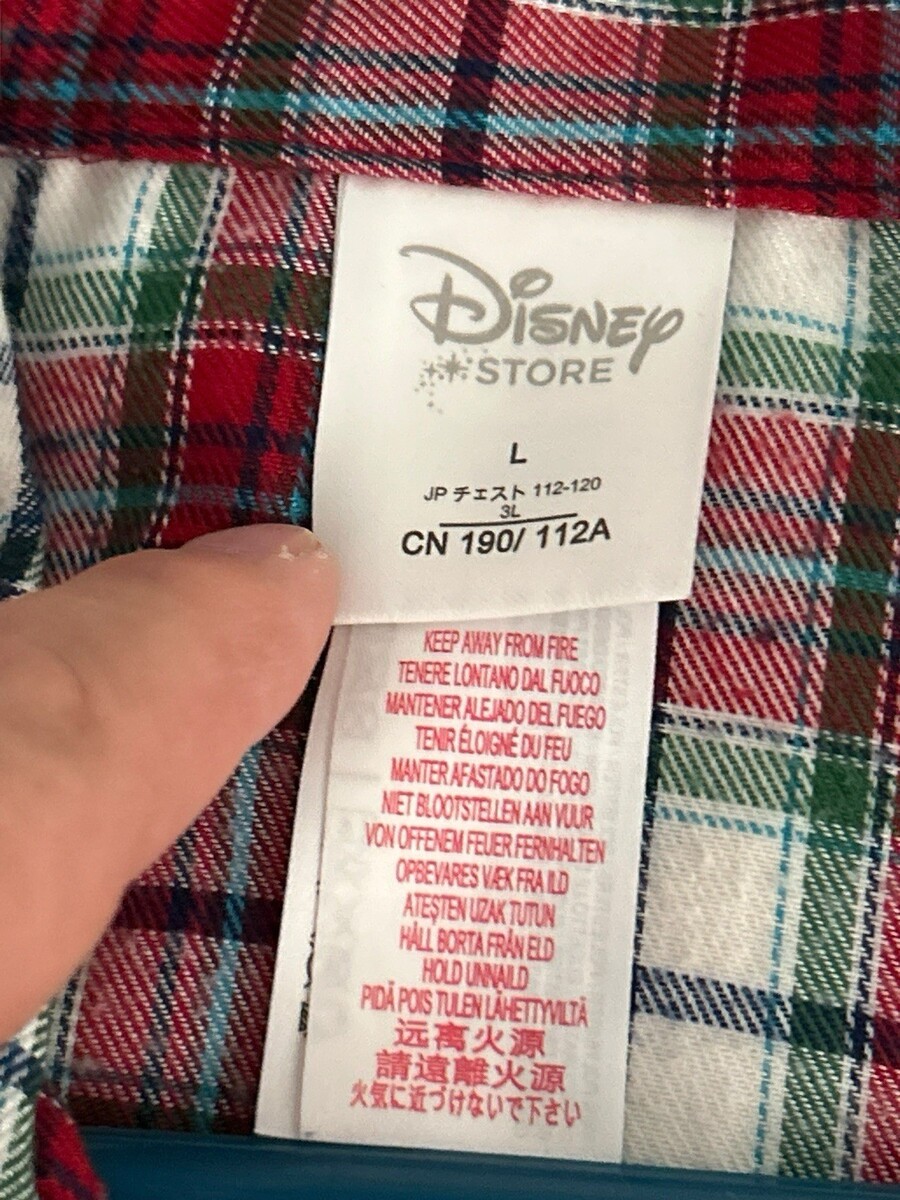 Disney
STORE
L
JP チェスト 112-120
3L
CN 190/ 112A
KEEP AWAY FROM FIRE
TENERE LONTANO DAL FUOCO
MANTENER ALEJADO DEL FUEGO
TENIR ÉLOIGNÉ DU FEU
MANTER AFASTADO DO FOGO
NIET BLOOTSTELLEN AAN VUUR
VON OFFENEM FEUER FERNHALTEN
OPBEVARES VÆK FRA ILD
ATEŞTEN UZAK TUTUN
HÅLL BORTA FRÅN ELD
HOLD UNNA ILD
PIDÄ POIS TULEN LÄHETTYVILTÄ
远离火源
請遠離火源
火気に近づけないで下さい